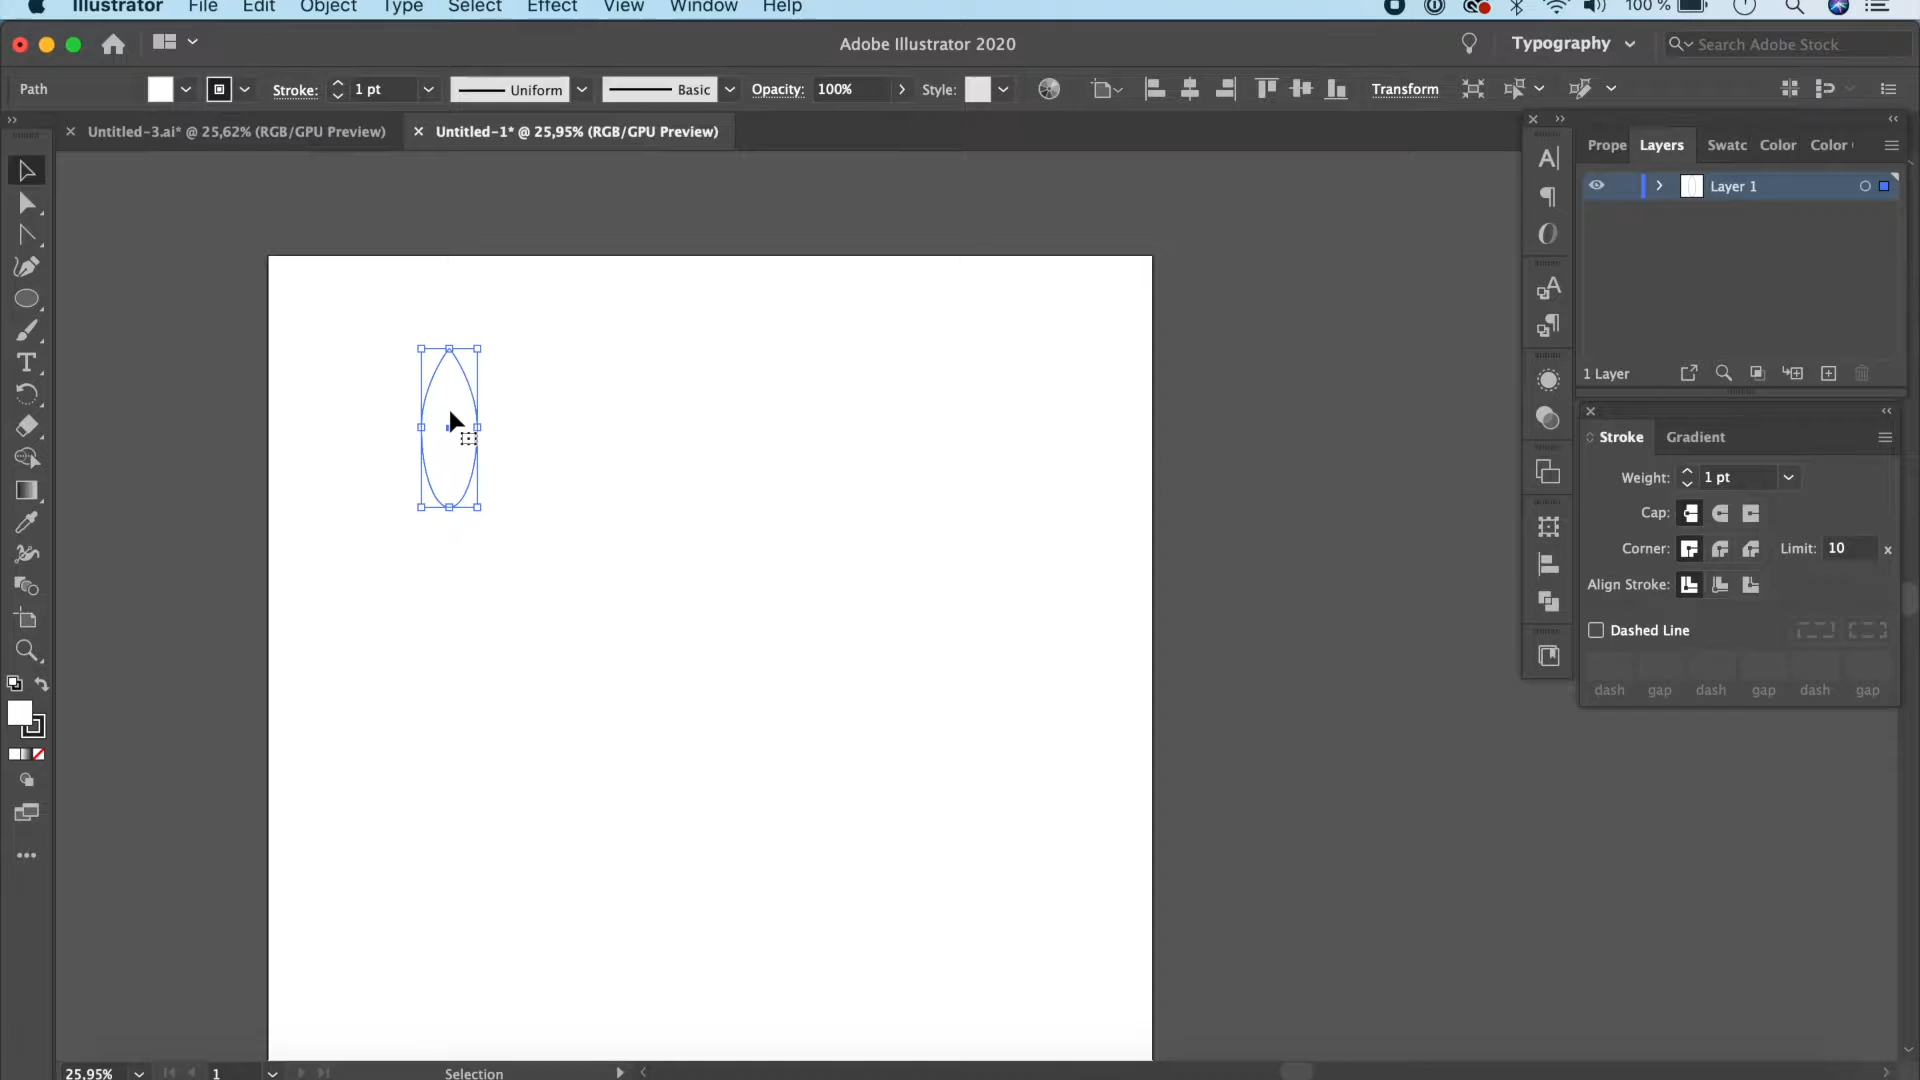 Illustrator File Edit Object Type Select Effect View Window Help 100 %
Adobe Illustrator 2020
Typography
Search Adobe Stock
Path
Stroke: 1 pt
Uniform
Basic
Opacity: 100%
Style:
Transform
Untitled-3.ai* @ 25,62% (RGB/GPU Preview)
Untitled-1* @ 25,95% (RGB/GPU Preview)
Prope Layers Swatc Color Color
Layer 1
1 Layer
Stroke Gradient
Weight: 1 pt
Cap:
Corner: Limit: 10 x
Align Stroke:
Dashed Line
dash gap dash gap dash gap
25,95% 1 Selection